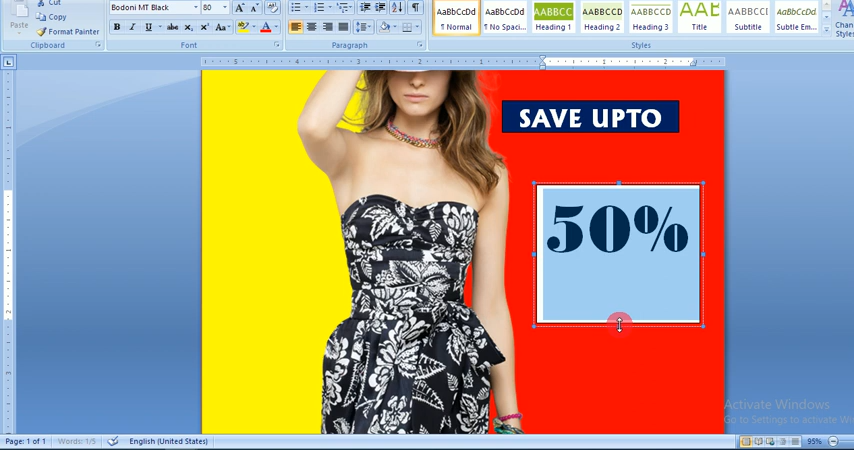 Cut
Copy
Paste
Format Painter
Clipboard
Bodoni MT Black
80
Font
Paragraph
AaBbCcDd
¶ Normal
AaBbCcDd
¶ No Spaci...
AABBCC
Heading 1
AABBCCD
Heading 2
AABBCCD
Heading 3
AAE
Title
AABBCCD
Subtitle
AaBbCcDd
Subtle Em...
Styles
SAVE UPTO
50%
Activate Windows
Go to Settings to activate
Page: 1 of 1
Words: 1/5
English (United States)
95%